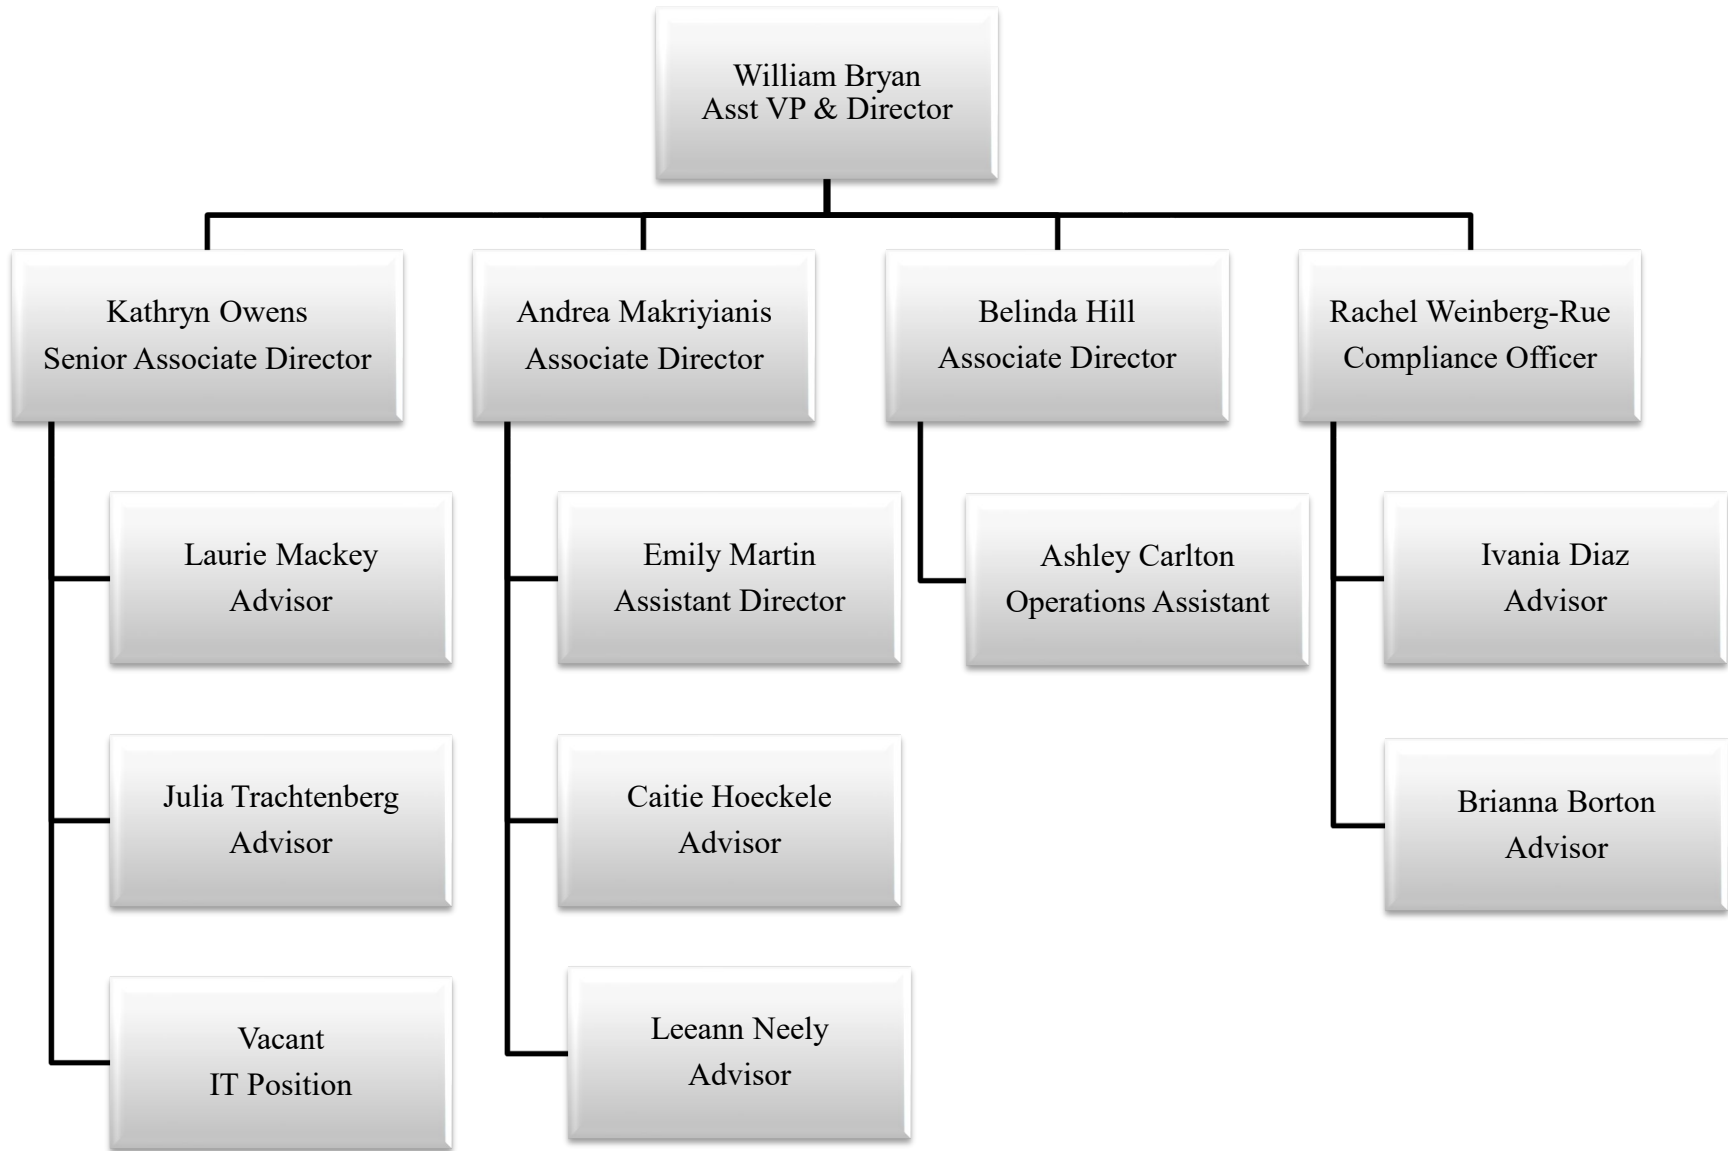 William Bryan
Asst VP & Director
Kathryn Owens
Senior Associate Director
Andrea Makriyianis
Associate Director
Belinda Hill
Associate Director
Rachel Weinberg-Rue
Compliance Officer
Laurie Mackey
Advisor
Emily Martin
Assistant Director
Ashley Carlton
Operations Assistant
Ivania Diaz
Advisor
Julia Trachtenberg
Advisor
Caitie Hoeckele
Advisor
Brianna Borton
Advisor
Vacant
IT Position
Leeann Neely
Advisor